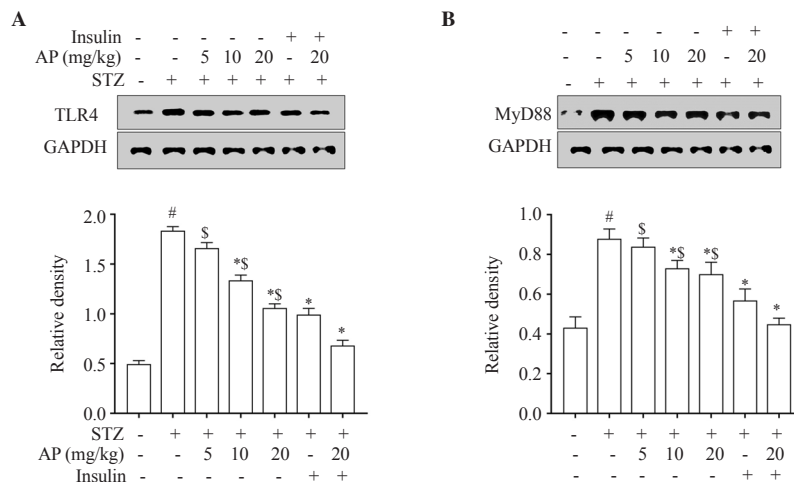 A
Insulin - - - - - + +
AP (mg/kg) - - 5 10 20 - 20
STZ - + + + + + +
TLR4
GAPDH
2.0
1.5
1.0
0.5
0.0
Relative density
# $ *$ *$ * *
STZ - + + + + + +
AP (mg/kg) - - 5 10 20 - 20
Insulin - - - - - + +
B
- - - - - + +
- - 5 10 20 - 20
- + + + + + +
MyD88
GAPDH
1.0
0.8
0.6
0.4
0.2
0.0
Relative density
# $ *$ *$ * *
- + + + + + +
- - 5 10 20 - 20
- - - - - + +